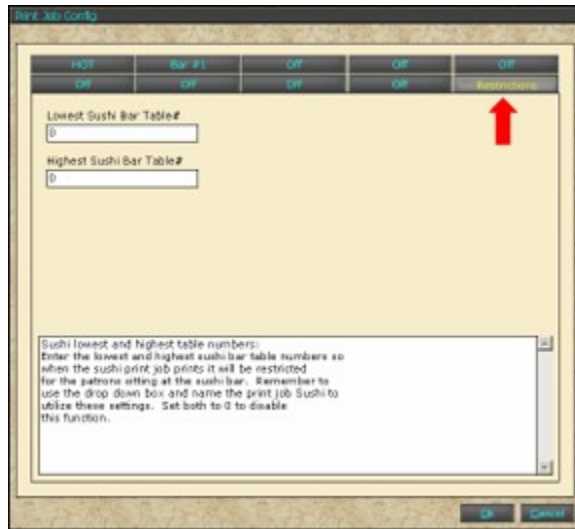 Print Job Config
HOT Bar #1 Off Off Off
Off Off Off Off Restrictions
Lowest Sushi Bar Table#
0
Highest Sushi Bar Table#
0
Sushi lowest and highest table numbers:
Enter the lowest and highest sushi bar table numbers so
when the sushi print job prints it will be restricted
for the patrons sitting at the sushi bar. Remember to
use the drop down box and name the print job Sushi to
utilize these settings. Set both to 0 to disable
this function.
Ok Cancel